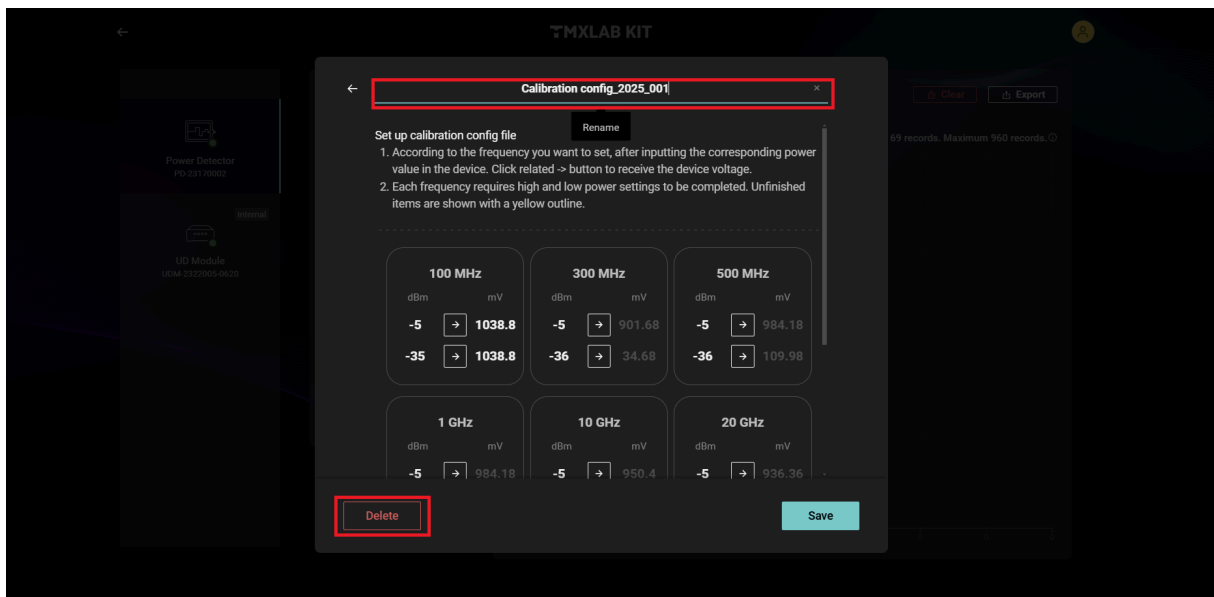 TMXLAB KIT
Calibration config_2025_001
Rename
Clear
Export
69 records. Maximum 960 records.
Power Detector
PD-23170002
Internal
UD Module
UDM-2322005-0620
Set up calibration config file
1. According to the frequency you want to set, after inputting the corresponding power
value in the device. Click related -> button to receive the device voltage.
2. Each frequency requires high and low power settings to be completed. Unfinished
items are shown with a yellow outline.
100 MHz
dBm mV
-5 → 1038.8
-35 → 1038.8
300 MHz
dBm mV
-5 → 901.68
-36 → 34.68
500 MHz
dBm mV
-5 → 984.18
-36 → 109.98
1 GHz
dBm mV
-5 → 984.18
10 GHz
dBm mV
-5 → 950.4
20 GHz
dBm mV
-5 → 936.36
Delete
Save